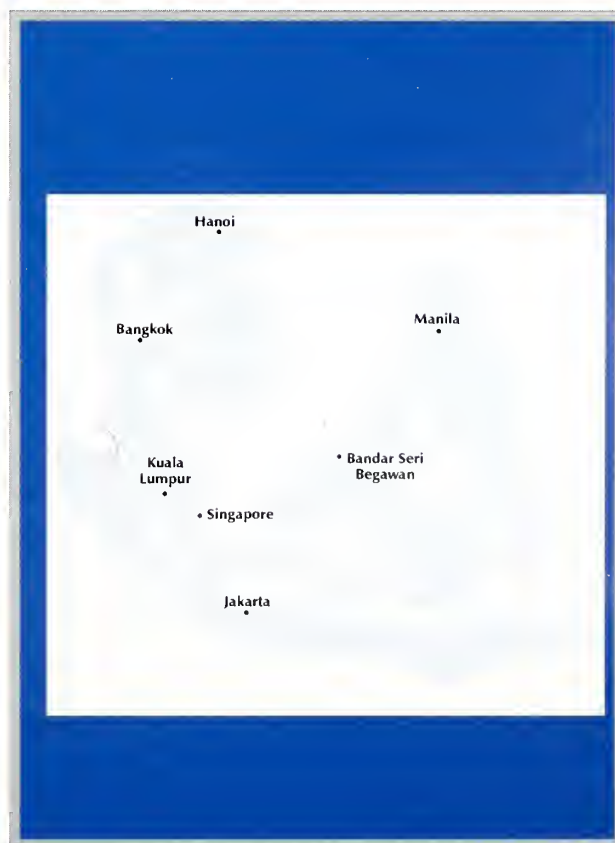 Hanoi
Manila
Bangkok
Bandar Seri
Begawan
Kuala
Lumpur
Singapore
Jakarta